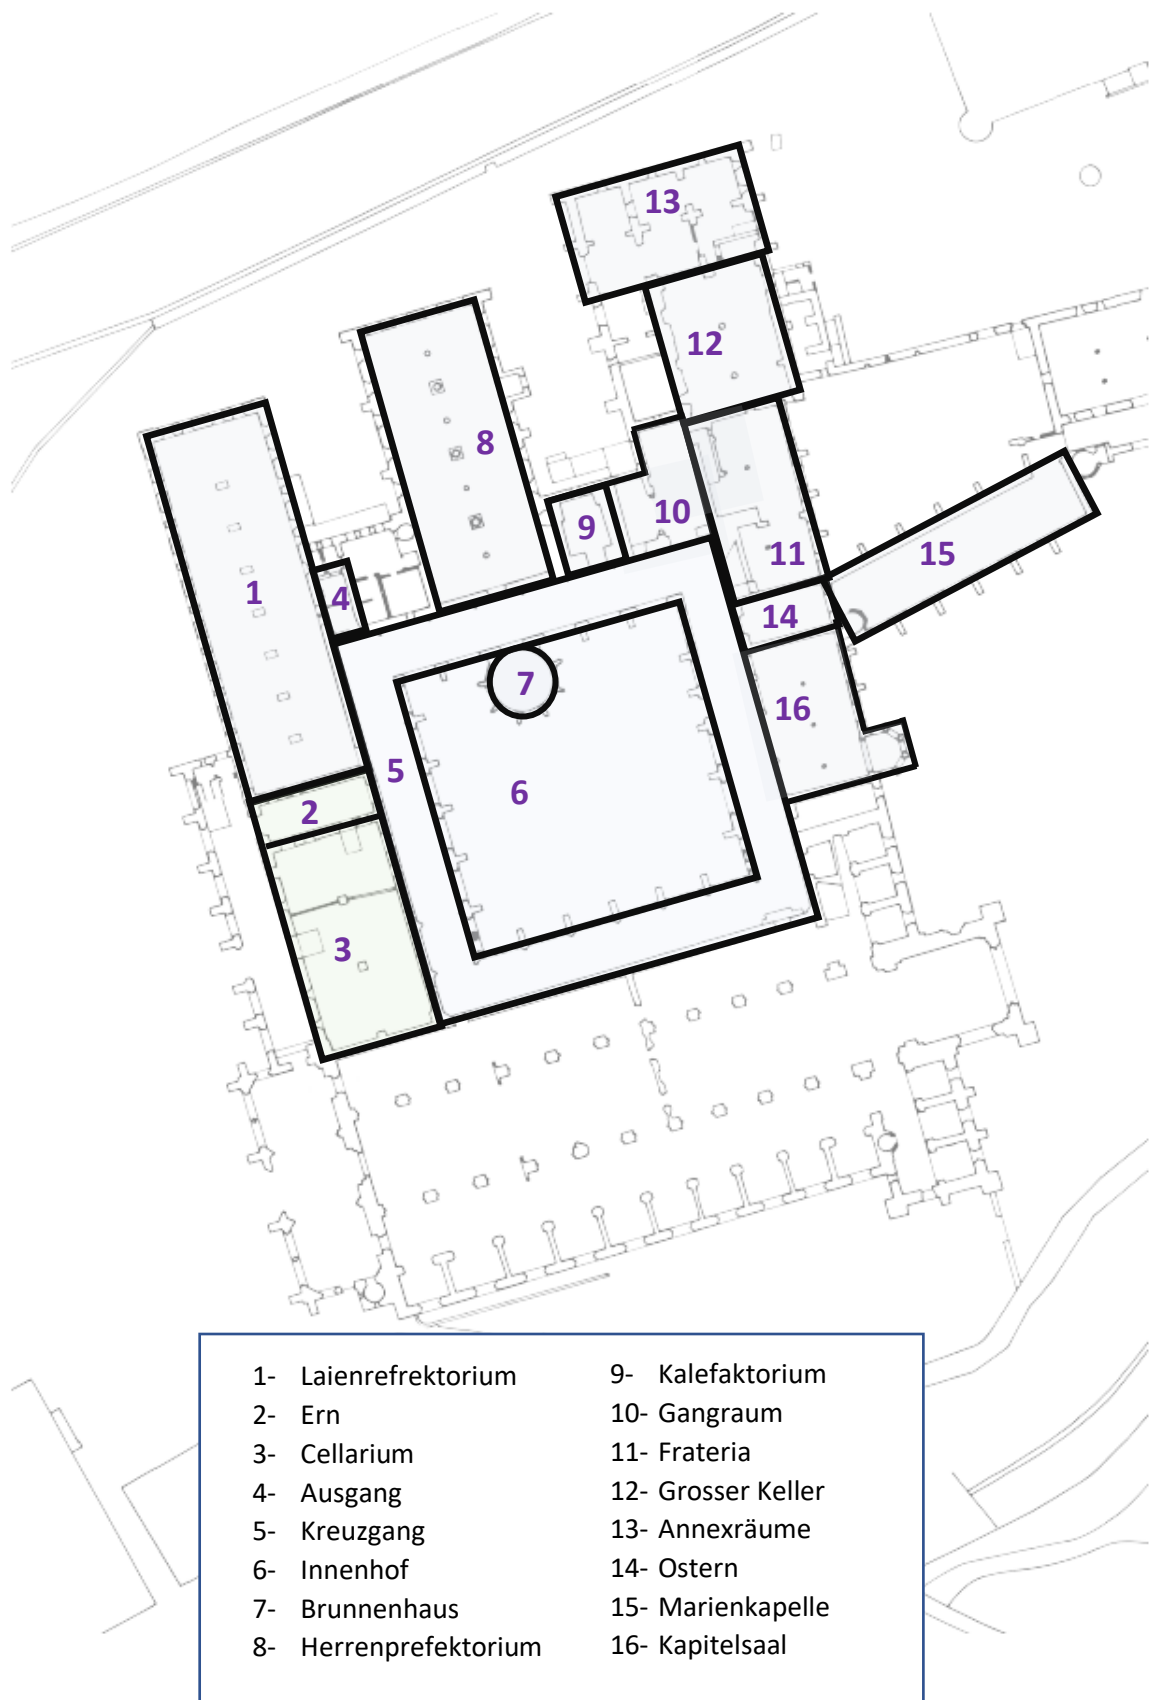 13
12
8
9
10
11
15
1
4
14
7
16
5
6
2
3
1- Laienrefrektorium
2- Ern
3- Cellarium
4- Ausgang
5- Kreuzgang
6- Innenhof
7- Brunnenhaus
8- Herrenprefektorium
9- Kalefaktorium
10- Gangraum
11- Frateria
12- Grosser Keller
13- Annexräume
14- Ostern
15- Marienkapelle
16- Kapitelsaal